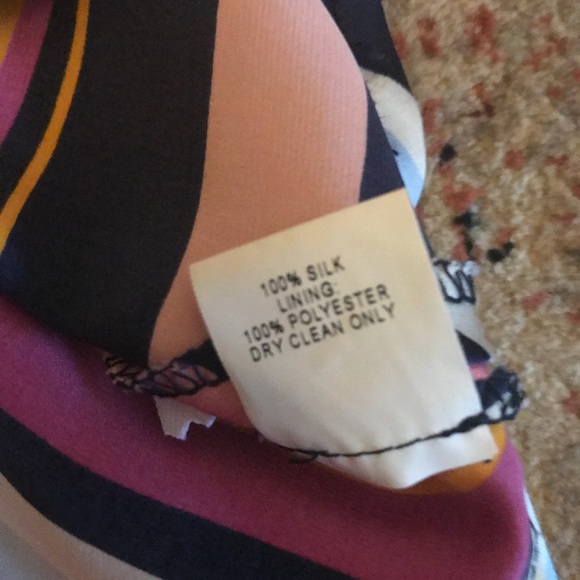 100% SILK
LINING:
100% POLYESTER
DRY CLEAN ONLY